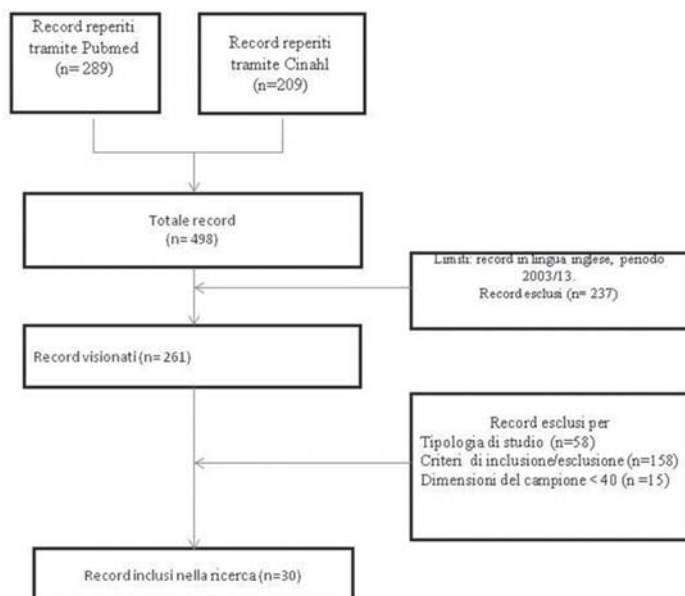 Record reperiti
tramite Pubmed
(n= 289)
Record reperiti
tramite Cinahl
(n=209)
Totale record
(n= 498)
Limiti: record in lingua inglese, periodo
2003/13.
Record esclusi (n= 237)
Record visionati (n= 261)
Record esclusi per
Tipologia di studio (n=58)
Criteri di inclusione/esclusione (n=158)
Dimensioni del campione < 40 (n =15)
Record inclusi nella ricerca (n=30)